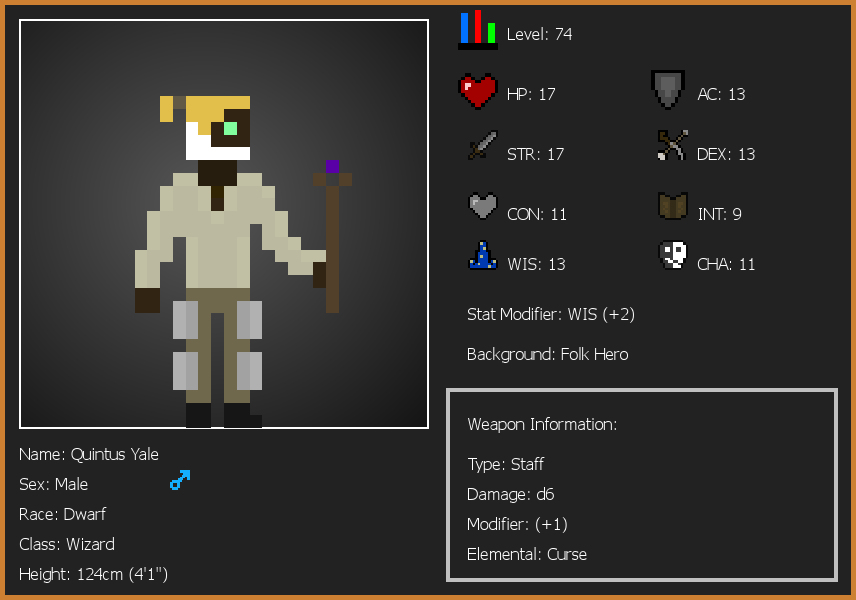 Level: 74
HP: 17
AC: 13
STR: 17
DEX: 13
CON: 11
INT: 9
WIS: 13
CHA: 11
Stat Modifier: WIS (+2)
Background: Folk Hero
Weapon Information:
Type: Staff
Damage: d6
Modifier: (+1)
Elemental: Curse
Name: Quintus Yale
Sex: Male
Race: Dwarf
Class: Wizard
Height: 124cm (4'1")